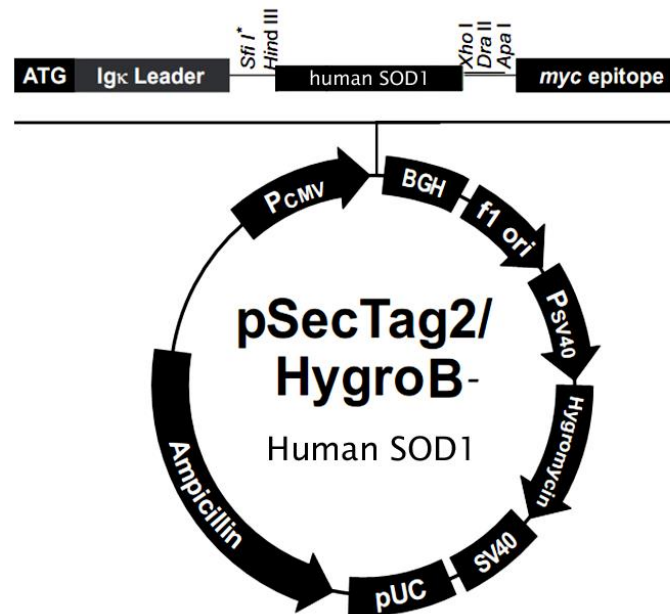 Sfi I*
Hind III
Xho I
Dra II
Apa I
ATG
Igκ Leader
human SOD1
myc epitope
PCMV
BGH
f1 ori
PSV40
Hygromycin
SV40
pUC
Ampicillin
pSecTag2/
HygroB-
Human SOD1